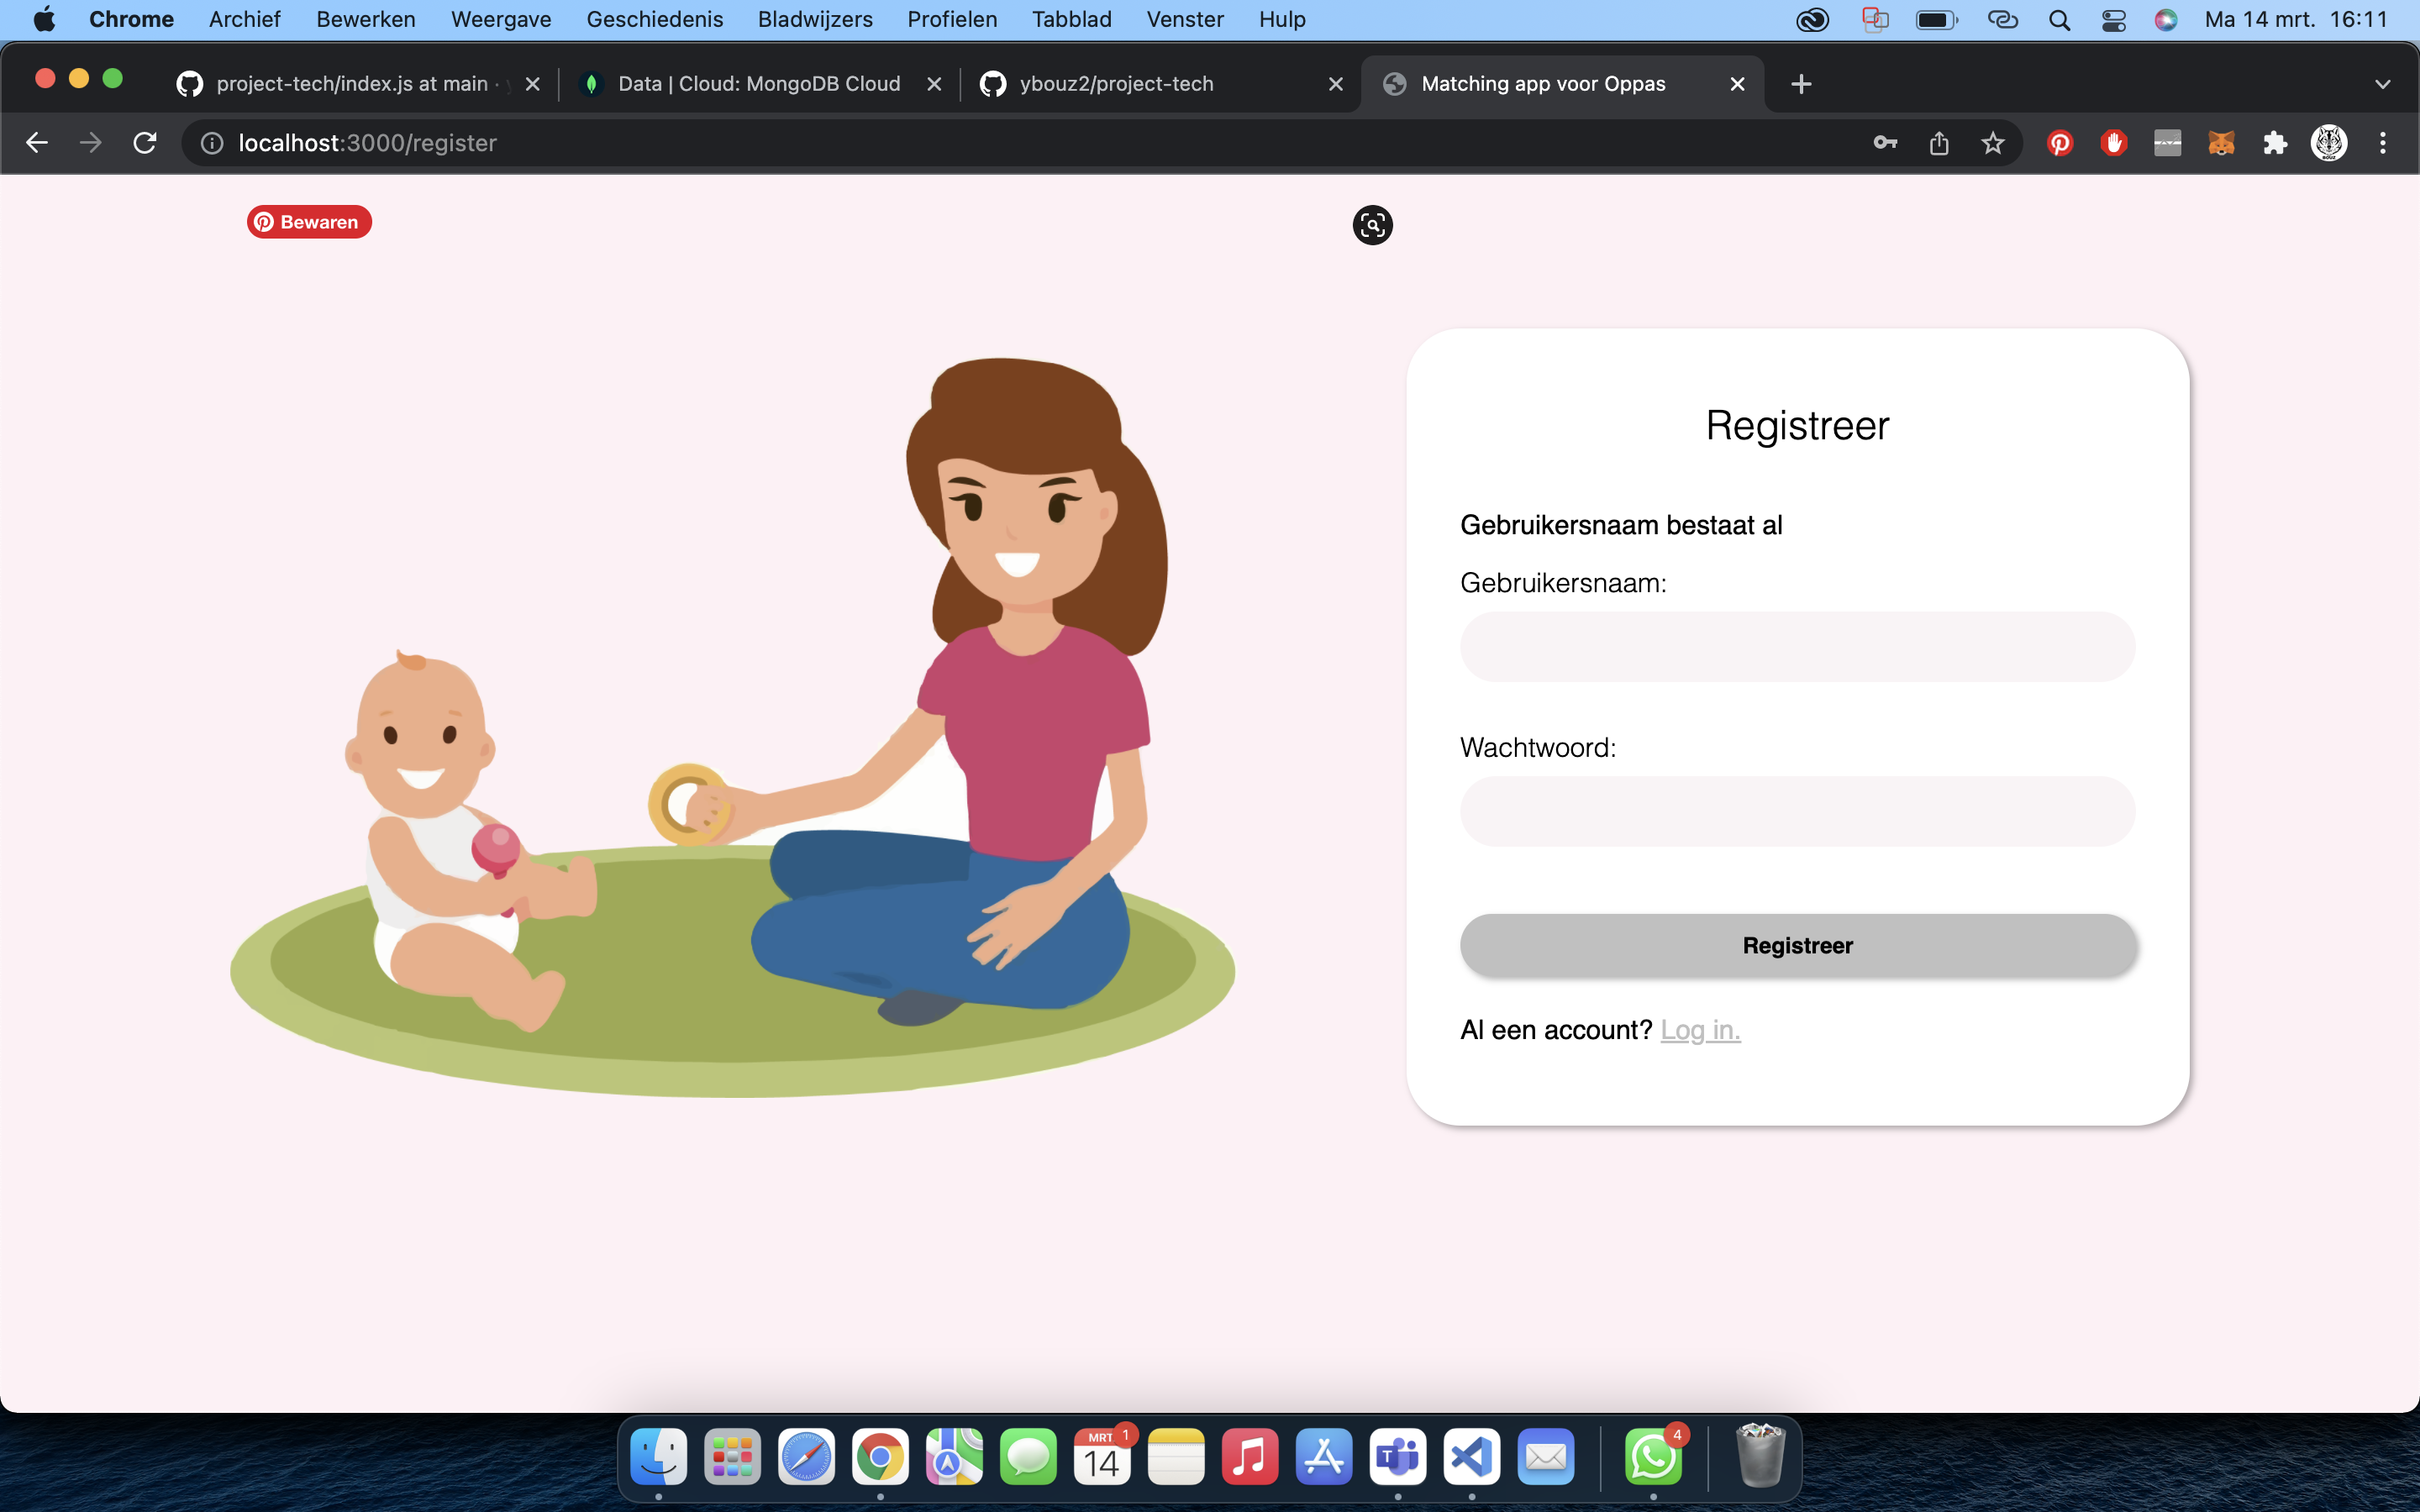 Chrome Archief Bewerken Weergave Geschiedenis Bladwijzers Profielen Tabblad Venster Hulp Ma 14 mrt. 16:11
project-tech/index.js at main · Data | Cloud: MongoDB Cloud ybouz2/project-tech Matching app voor Oppas
localhost:3000/register
Bewaren
Registreer
Gebruikersnaam bestaat al
Gebruikersnaam:
Wachtwoord:
Registreer
Al een account? Log in.
MRT. 1
14
4